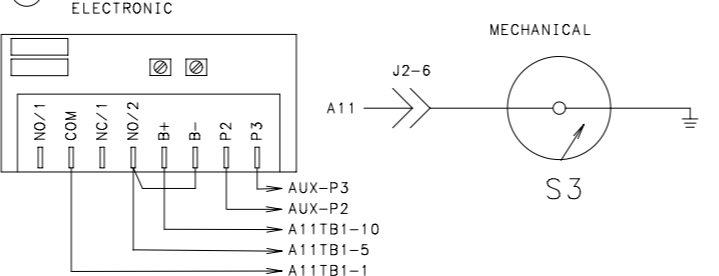 ELECTRONIC
MECHANICAL
NO/1
COM
NC/1
NO/2
B+
B-
P2
P3
J2-6
A11
S3
AUX-P3
AUX-P2
A11TB1-10
A11TB1-5
A11TB1-1